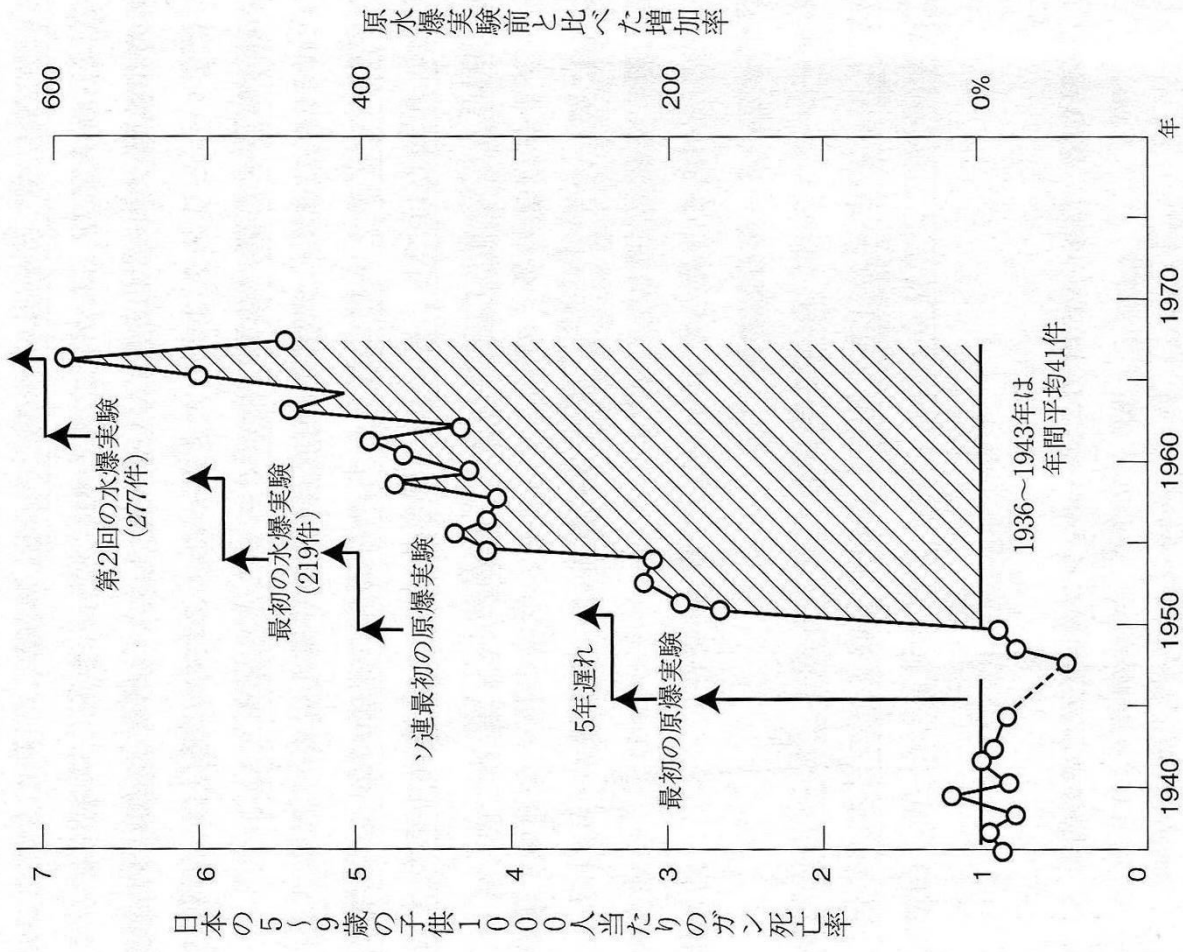 原水爆実験前と比べた増加率
600
400
200
0%
年
日本の5〜9歳の子供1000人当たりのガン死亡率
7
6
5
4
3
2
1
0
第2回の水爆実験
(277件)
最初の水爆実験
(219件)
ソ連最初の原爆実験
5年遅れ
最初の原爆実験
1936〜1943年は
年間平均41件
1940
1950
1960
1970